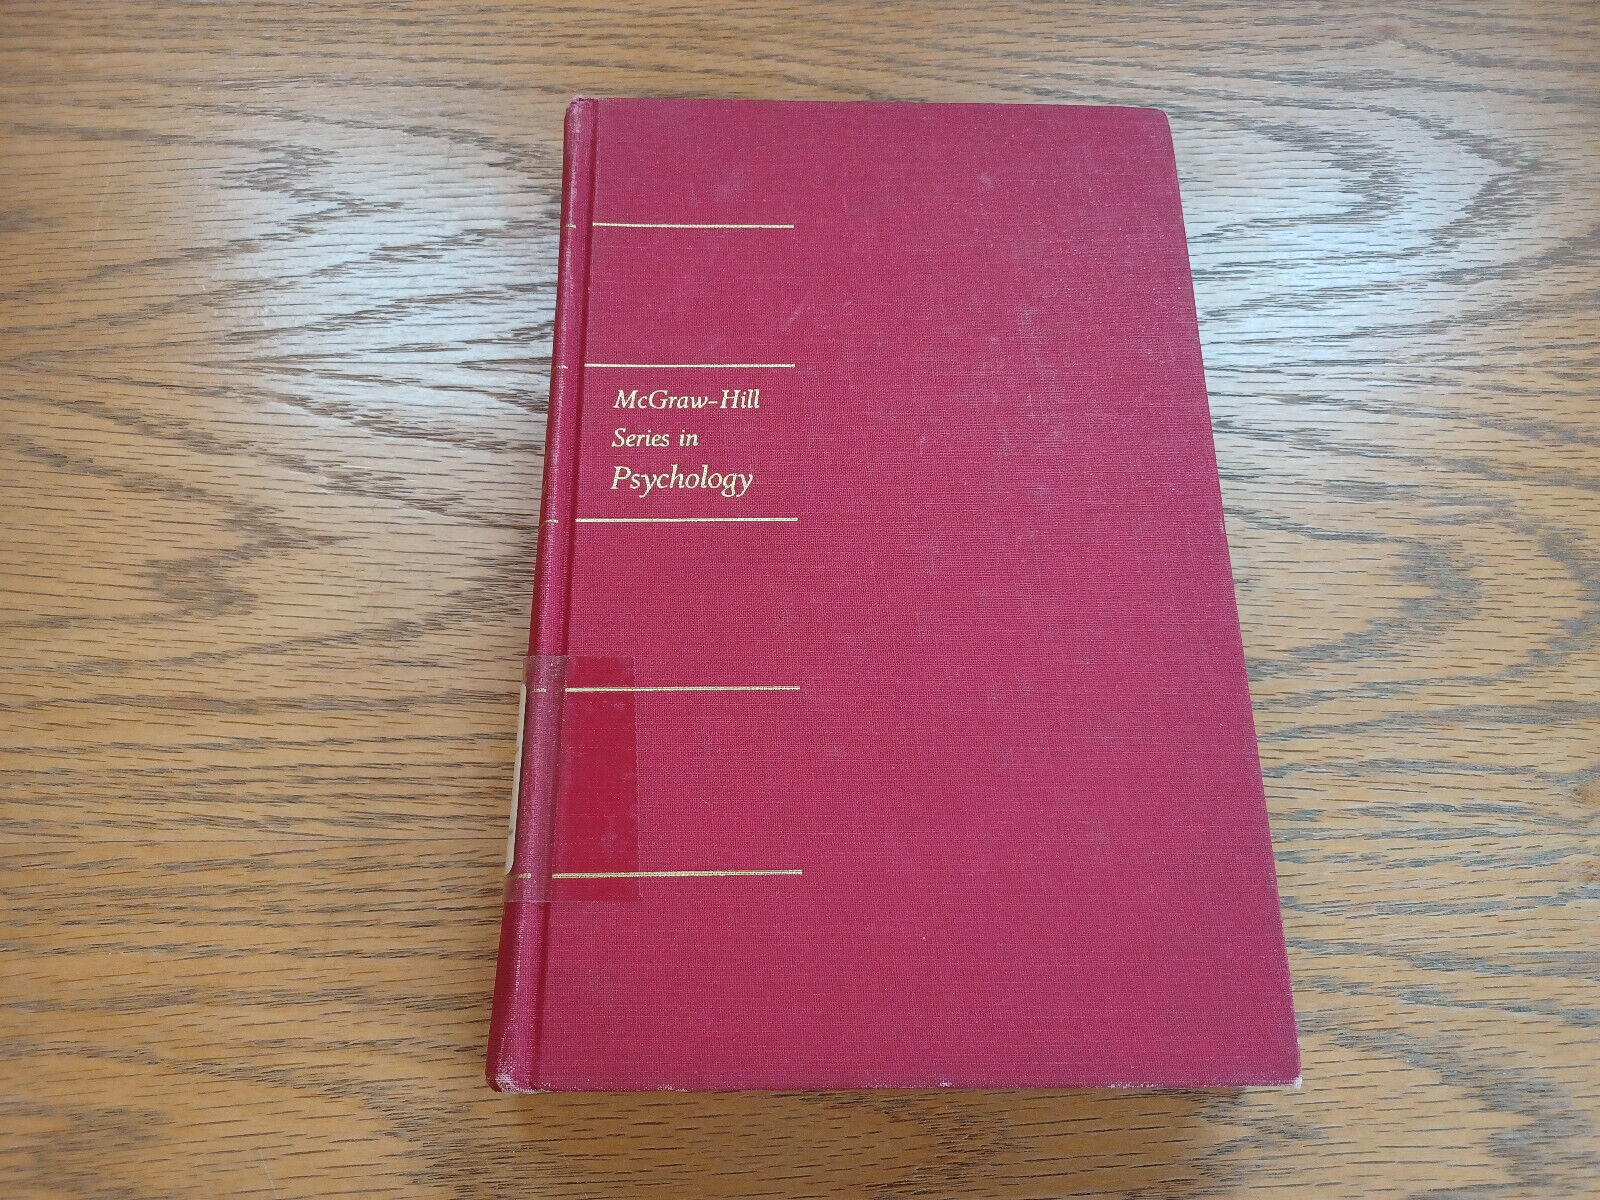 McGraw-Hill
Series in
Psychology